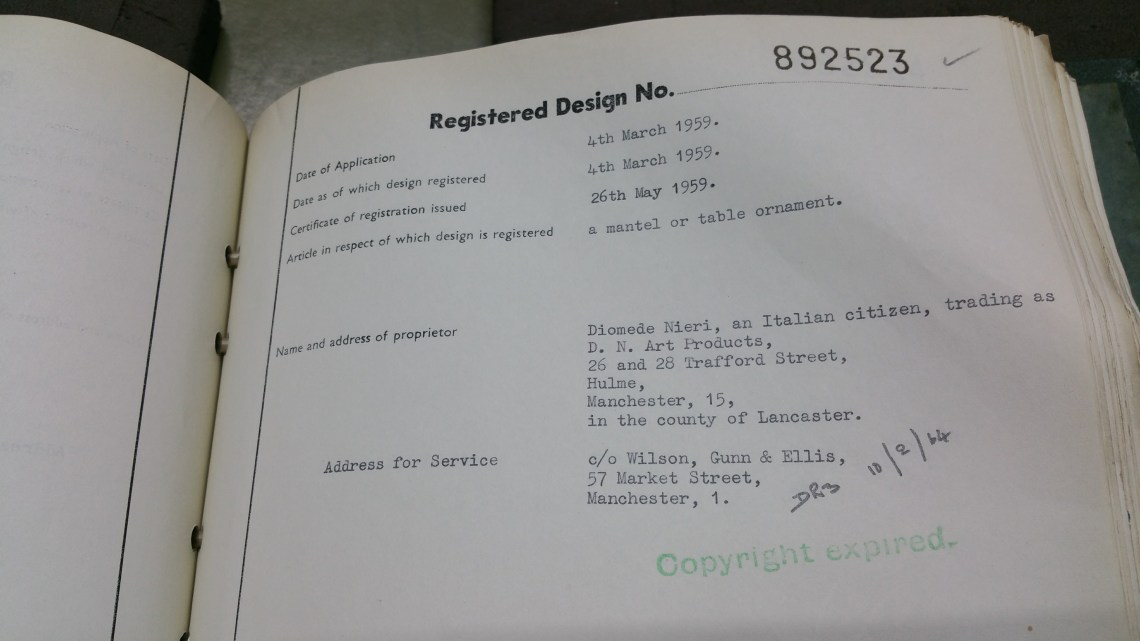 892523
Registered Design No.
Date of Application 4th March 1959.
Date as of which design registered 4th March 1959.
Certificate of registration issued 26th May 1959.
Article in respect of which design is registered a mantel or table ornament.
Name and address of proprietor Diomede Nieri, an Italian citizen, trading as
D. N. Art Products,
26 and 28 Trafford Street,
Hulme,
Manchester, 15,
in the county of Lancaster.
Address for Service c/o Wilson, Gunn & Ellis,
57 Market Street,
Manchester, 1.
10/2/64
Copyright expired.